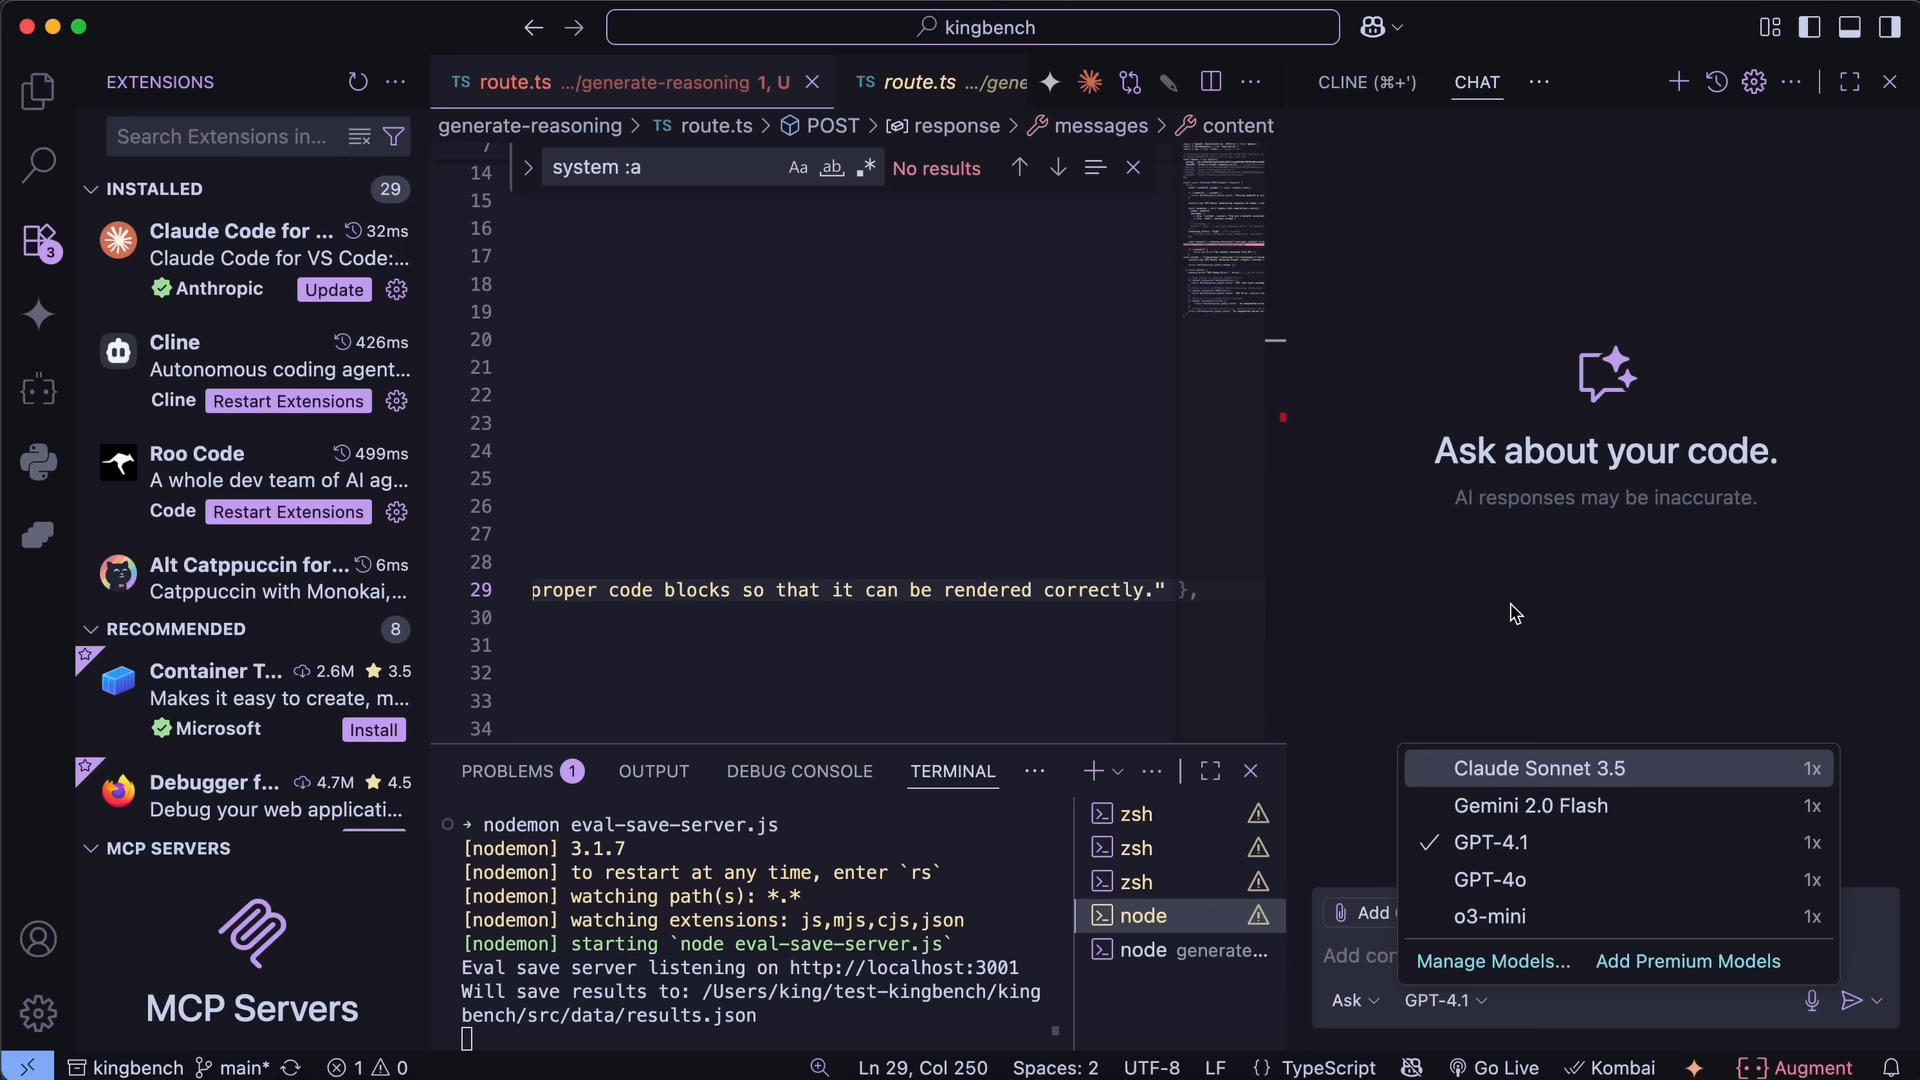 kingbench
EXTENSIONS
Search Extensions in...
INSTALLED
29
3
Claude Code for ...
32ms
Claude Code for VS Code:...
Anthropic
Update
Cline
426ms
Autonomous coding agent...
Cline
Restart Extensions
Roo Code
499ms
A whole dev team of AI ag...
Code
Restart Extensions
Alt Catppuccin for...
6ms
Catppuccin with Monokai,...
RECOMMENDED
8
Container T...
2.6M
3.5
Makes it easy to create, m...
Microsoft
Install
Debugger f...
4.7M
4.5
Debug your web applicati...
MCP SERVERS
MCP Servers
TS route.ts .../generate-reasoning 1, U
TS route.ts .../gene
generate-reasoning > TS route.ts > POST > response > messages > content
system :a
Aa
ab
No results
7
14
15
16
17
18
19
20
21
22
23
24
25
26
27
28
29
proper code blocks so that it can be rendered correctly." },
30
31
32
33
34
PROBLEMS 1
OUTPUT
DEBUG CONSOLE
TERMINAL
nodemon eval-save-server.js
[nodemon] 3.1.7
[nodemon] to restart at any time, enter `rs`
[nodemon] watching path(s): *.*
[nodemon] watching extensions: js,mjs,cjs,json
[nodemon] starting `node eval-save-server.js`
Eval save server listening on http://localhost:3001
Will save results to: /Users/king/test-kingbench/king
bench/src/data/results.json
zsh
zsh
zsh
node
node generate...
CLINE (⌘+')
CHAT
Ask about your code.
AI responses may be inaccurate.
Claude Sonnet 3.5 1x
Gemini 2.0 Flash 1x
GPT-4.1 1x
GPT-4o 1x
o3-mini 1x
Manage Models...
Add Premium Models
Add
Add con
Ask
GPT-4.1
kingbench
main*
1
0
Ln 29, Col 250
Spaces: 2
UTF-8
LF
{} TypeScript
Go Live
Kombai
Augment